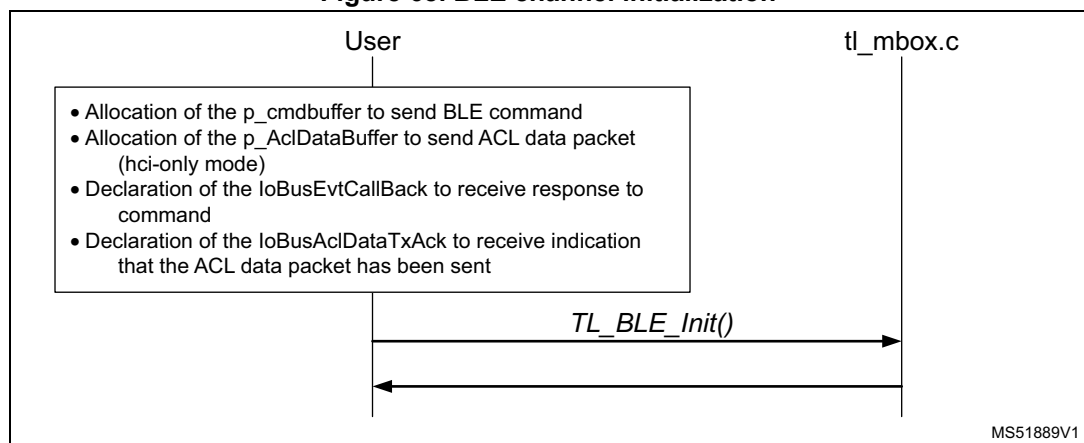 User
tl_mbox.c
• Allocation of the p_cmdbuffer to send BLE command
• Allocation of the p_AclDataBuffer to send ACL data packet
(hci-only mode)
• Declaration of the IoBusEvtCallBack to receive response to
command
• Declaration of the IoBusAclDataTxAck to receive indication
that the ACL data packet has been sent
TL_BLE_Init()
MS51889V1